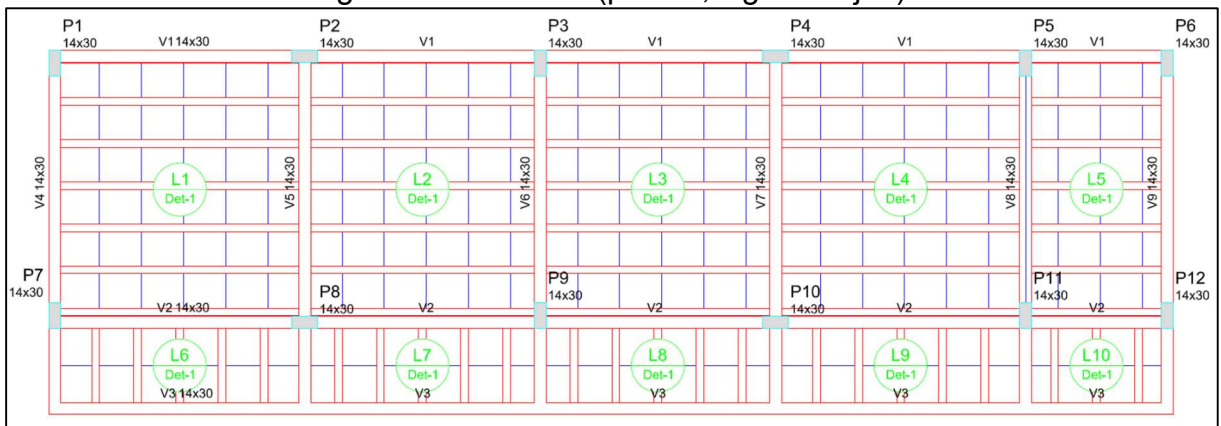 P1
14x30
V1 14x30
P2
14x30
V1
P3
14x30
V1
P4
14x30
V1
P5
14x30
V1
P6
14x30
V4 14x30
L1
Det-1
V5 14x30
L2
Det-1
V6 14x30
L3
Det-1
V7 14x30
L4
Det-1
V8 14x30
L5
Det-1
V9 14x30
P7
14x30
V2 14x30
P8
14x30
V2
P9
14x30
V2
P10
14x30
V2
P11
14x30
V2
P12
14x30
L6
Det-1
V3 14x30
L7
Det-1
V3
L8
Det-1
V3
L9
Det-1
V3
L10
Det-1
V3